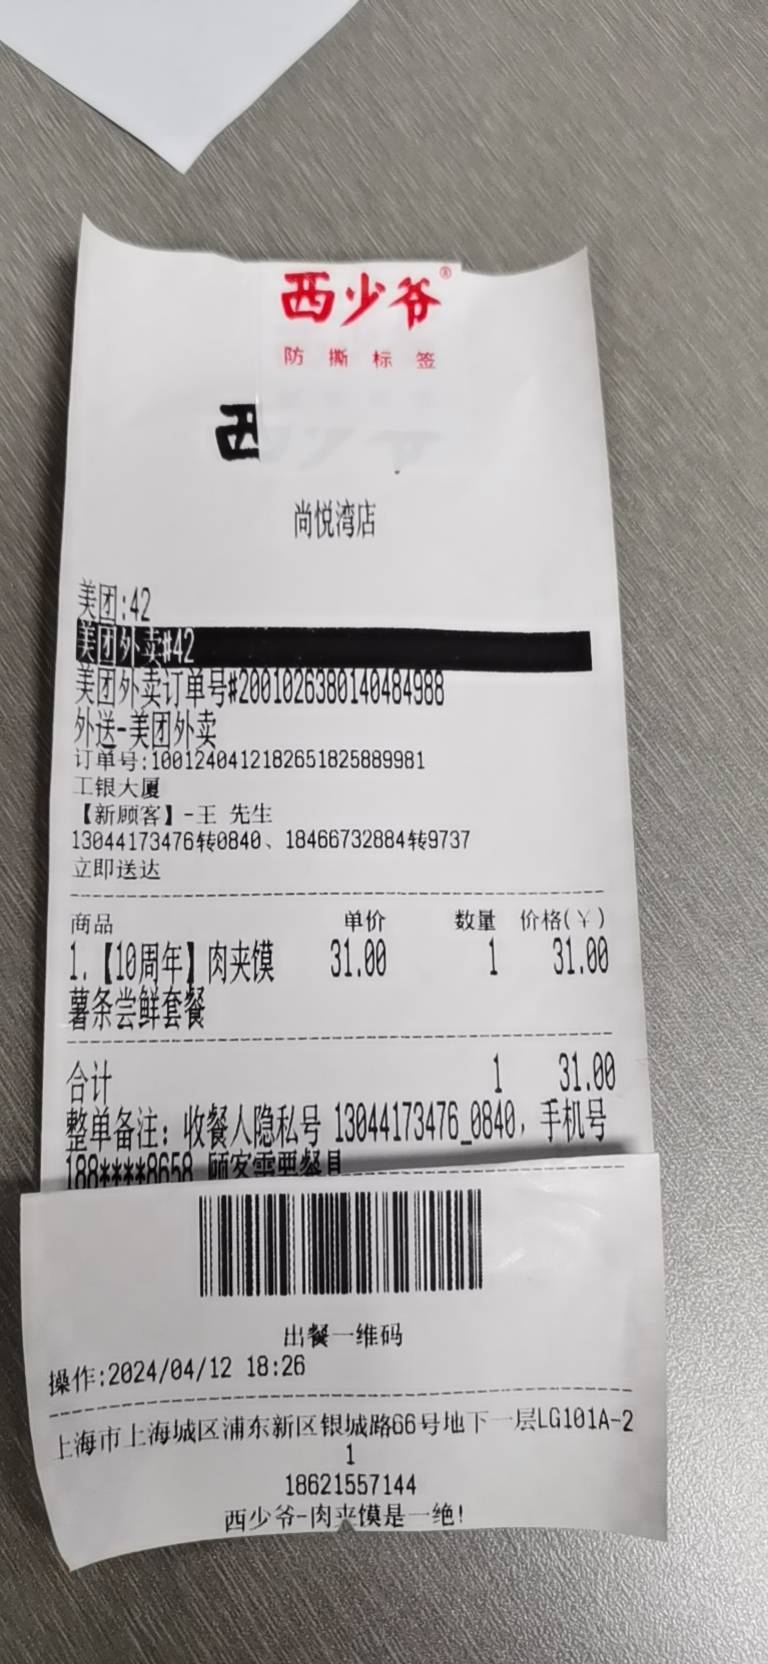 西少爷®
防撕标签
西
尚悦湾店
美团:42
美团外卖#42
美团外卖订单号#2001026380140484988
外送-美团外卖
订单号:1001240412182651825889981
工银大厦
【新顾客】-王 先生
13044173476转0840、18466732884转9737
立即送达
商品 单价 数量 价格(￥)
1.【10周年】肉夹馍 31.00 1 31.00
薯条尝鲜套餐
合计 1 31.00
整单备注: 收餐人隐私号 13044173476_0840, 手机号
188****8658 顾客需要餐具
出餐一维码
操作:2024/04/12 18:26
上海市上海城区浦东新区银城路66号地下一层LG101A-2
1
18621557144
西少爷-肉夹馍是一绝!